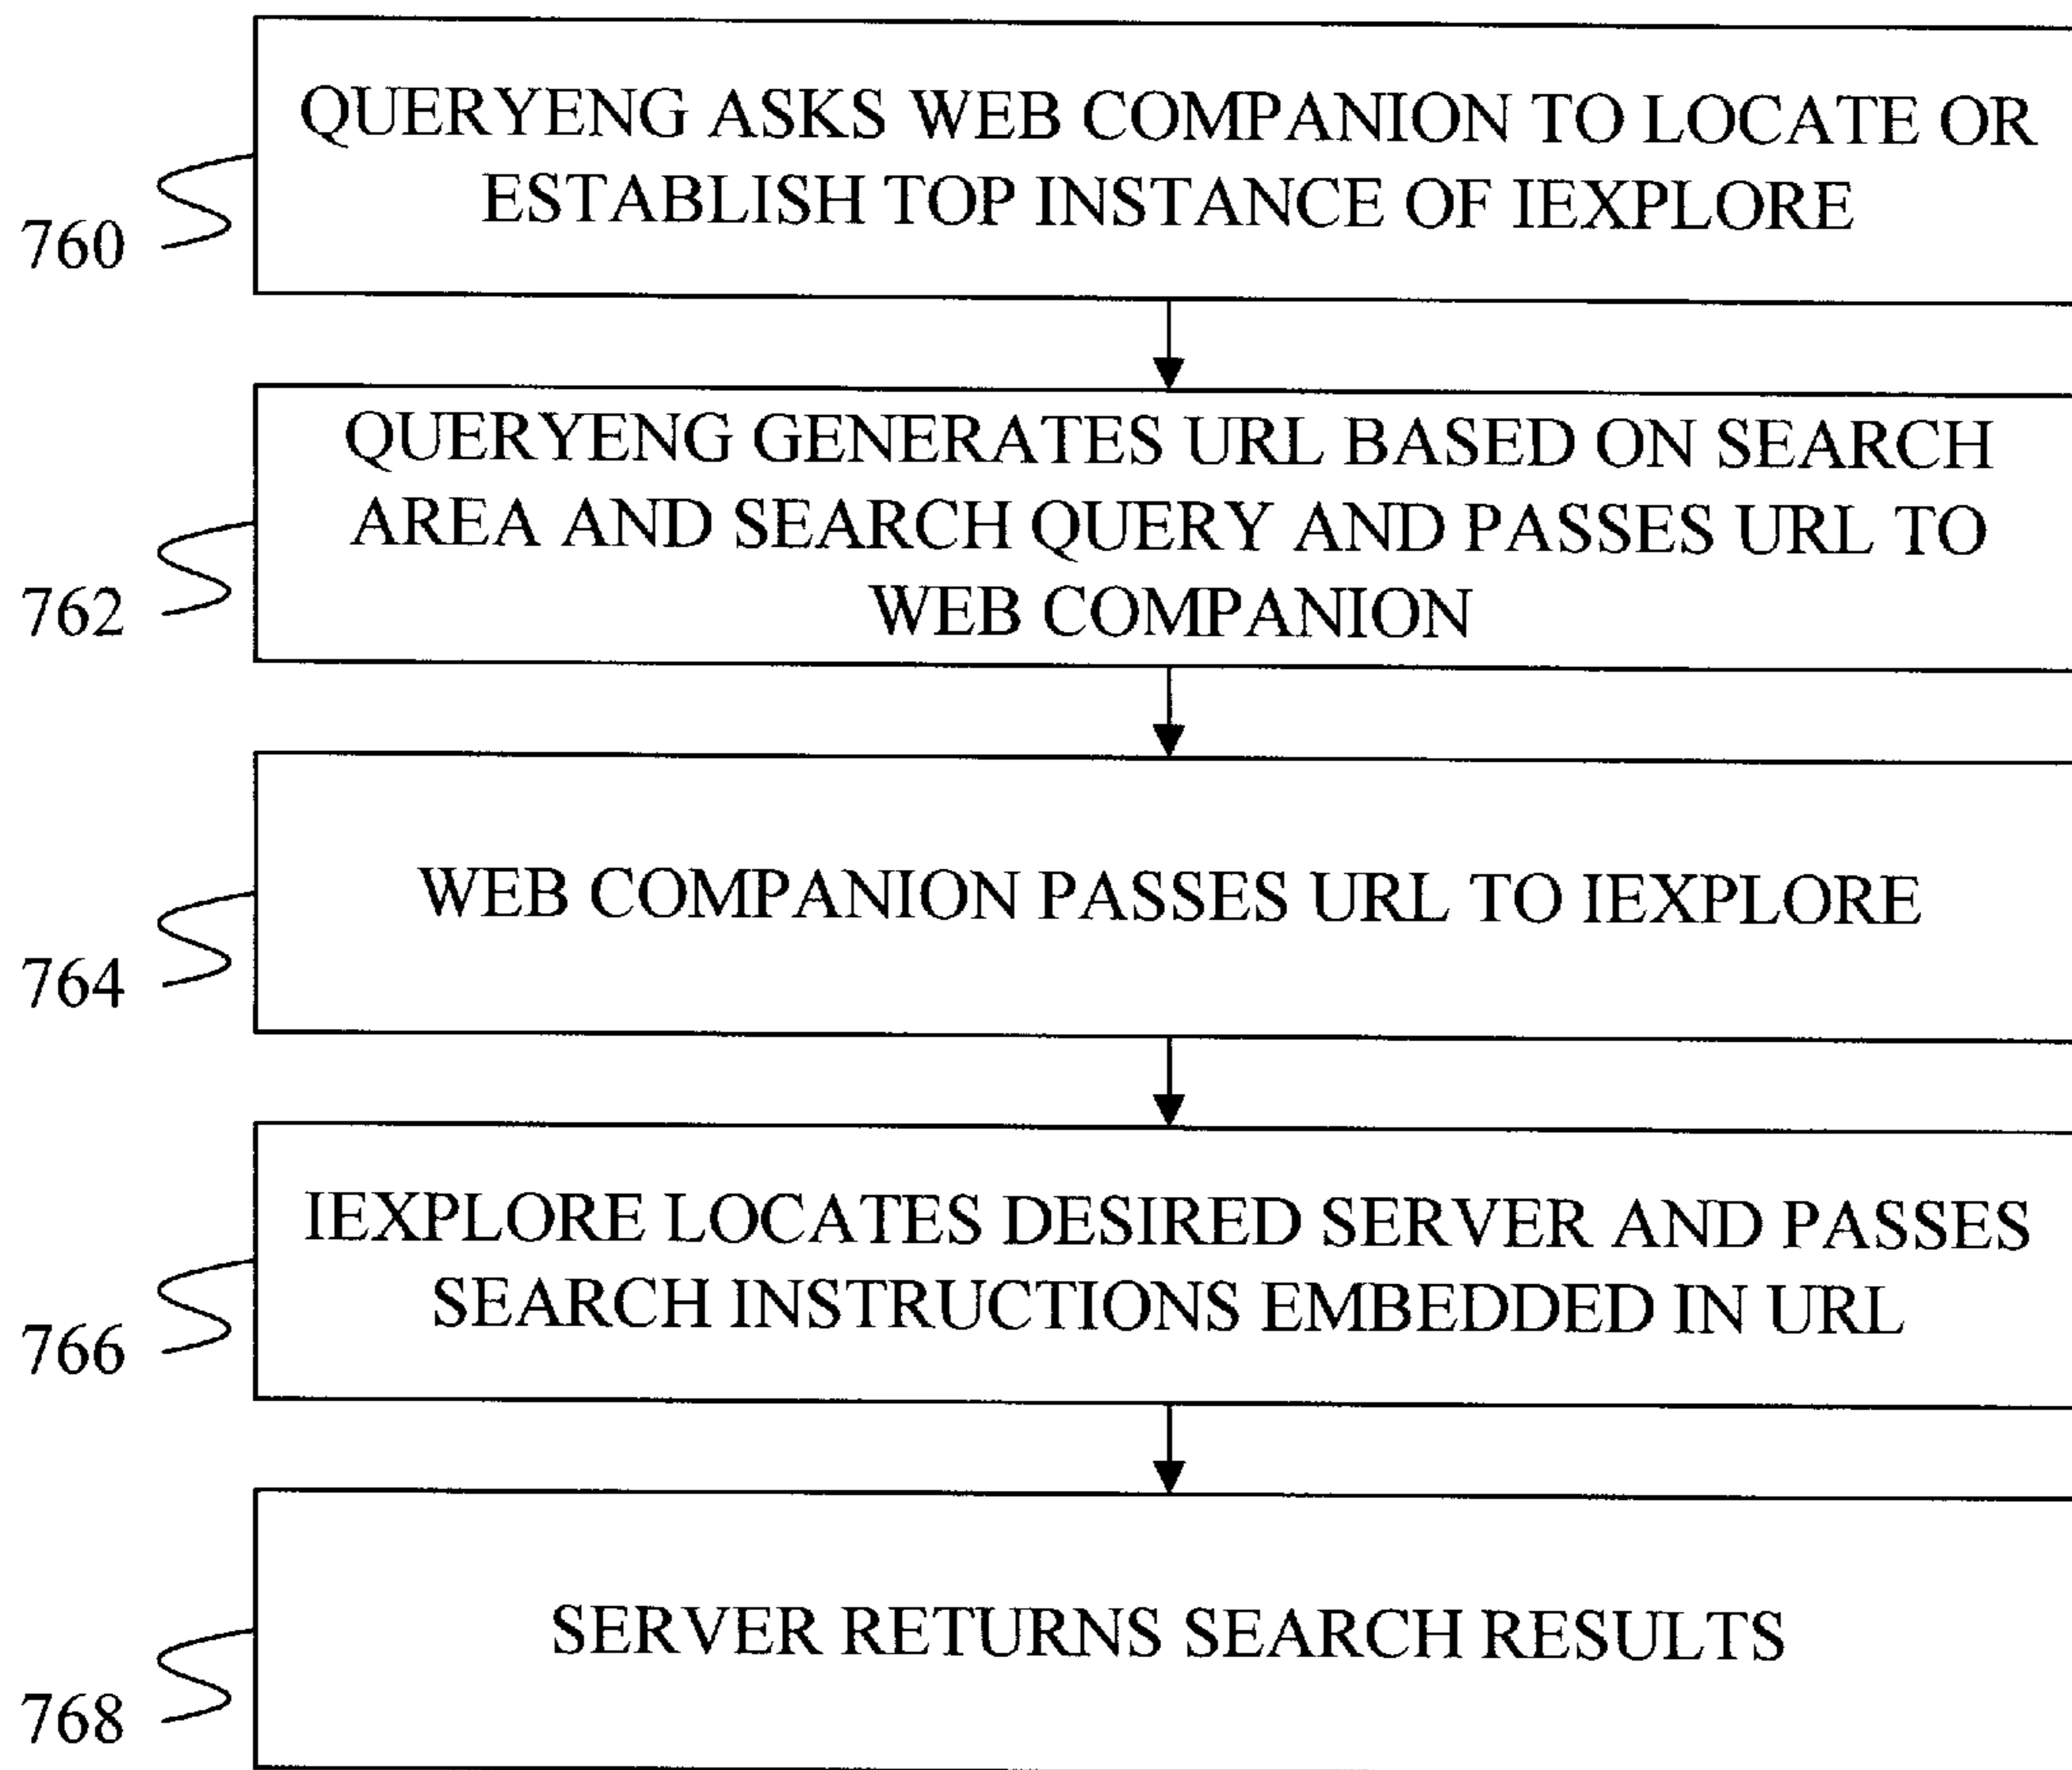 QUERYENG ASKS WEB COMPANION TO LOCATE OR
ESTABLISH TOP INSTANCE OF IEXPLORE
760
QUERYENG GENERATES URL BASED ON SEARCH
AREA AND SEARCH QUERY AND PASSES URL TO
WEB COMPANION
762
WEB COMPANION PASSES URL TO IEXPLORE
764
IEXPLORE LOCATES DESIRED SERVER AND PASSES
SEARCH INSTRUCTIONS EMBEDDED IN URL
766
SERVER RETURNS SEARCH RESULTS
768